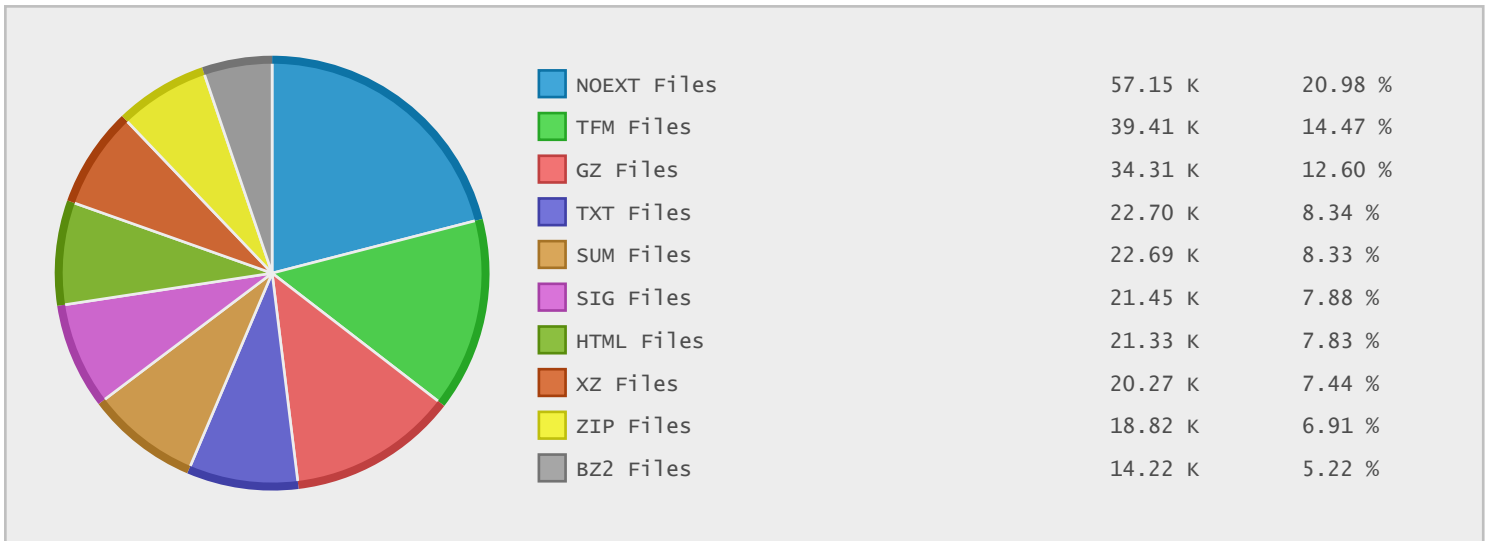 NOEXT Files 57.15 K 20.98 %
TFM Files 39.41 K 14.47 %
GZ Files 34.31 K 12.60 %
TXT Files 22.70 K 8.34 %
SUM Files 22.69 K 8.33 %
SIG Files 21.45 K 7.88 %
HTML Files 21.33 K 7.83 %
XZ Files 20.27 K 7.44 %
ZIP Files 18.82 K 6.91 %
BZ2 Files 14.22 K 5.22 %